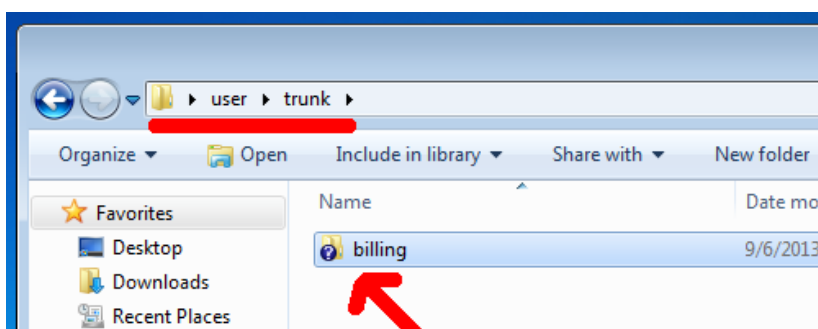 user trunk
Organize Open Include in library Share with New folder
Favorites
Desktop
Downloads
Recent Places
Name Date mo
billing 9/6/2013